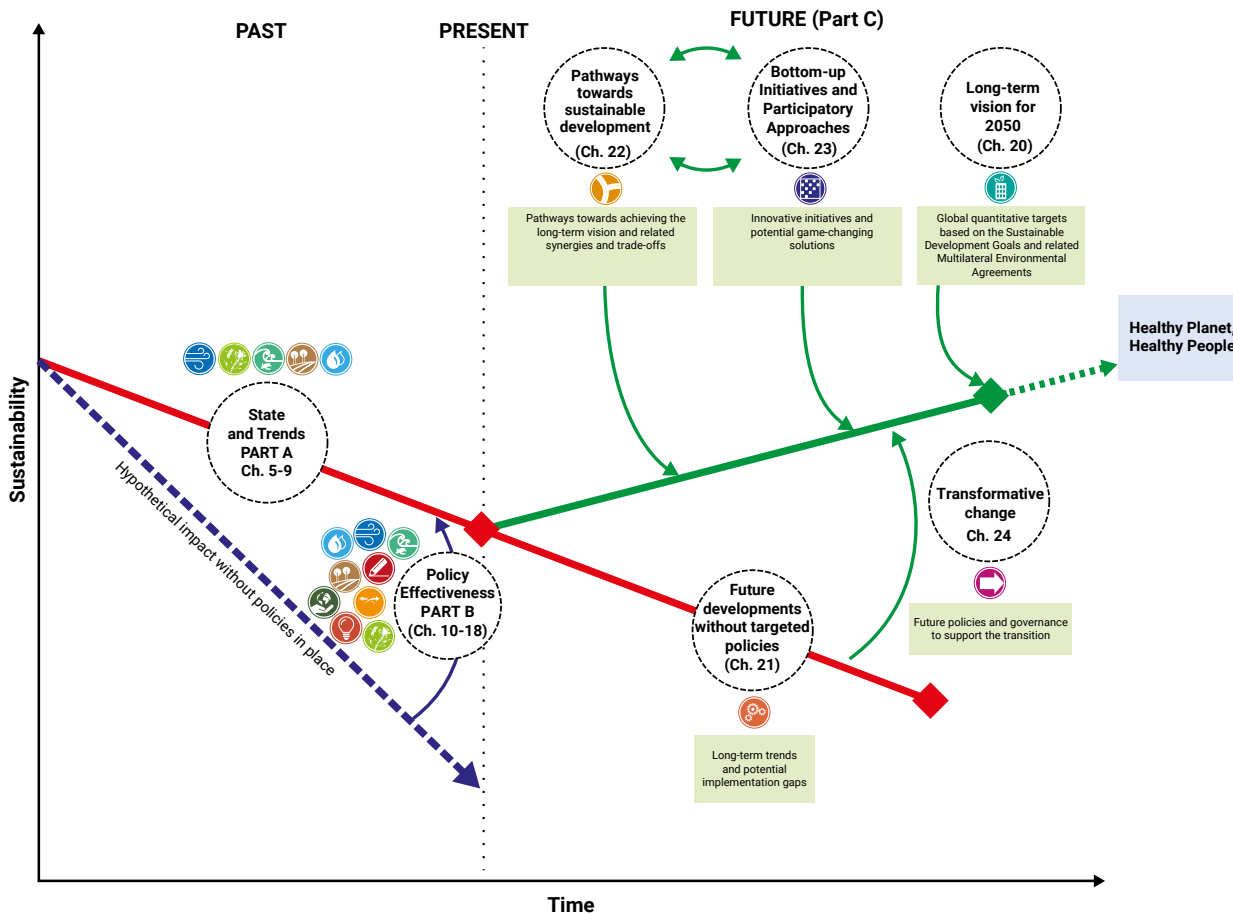 PAST
PRESENT
FUTURE (Part C)
Pathways
towards
sustainable
development
(Ch. 22)
Bottom-up
Initiatives and
Participatory
Approaches
(Ch. 23)
Long-term
vision for
2050
(Ch. 20)
Pathways towards achieving the
long-term vision and related
synergies and trade-offs
Innovative initiatives and
potential game-changing
solutions
Global quantitative targets
based on the Sustainable
Development Goals and related
Multilateral Environmental
Agreements
Healthy Planet,
Healthy People
Sustainability
State
and Trends
PART A
Ch. 5-9
Hypothetical impact without policies in place
Policy
Effectiveness
PART B
(Ch. 10-18)
Transformative
change
Ch. 24
Future policies and governance
to support the transition
Future
developments
without targeted
policies
(Ch. 21)
Long-term trends
and potential
implementation gaps
Time